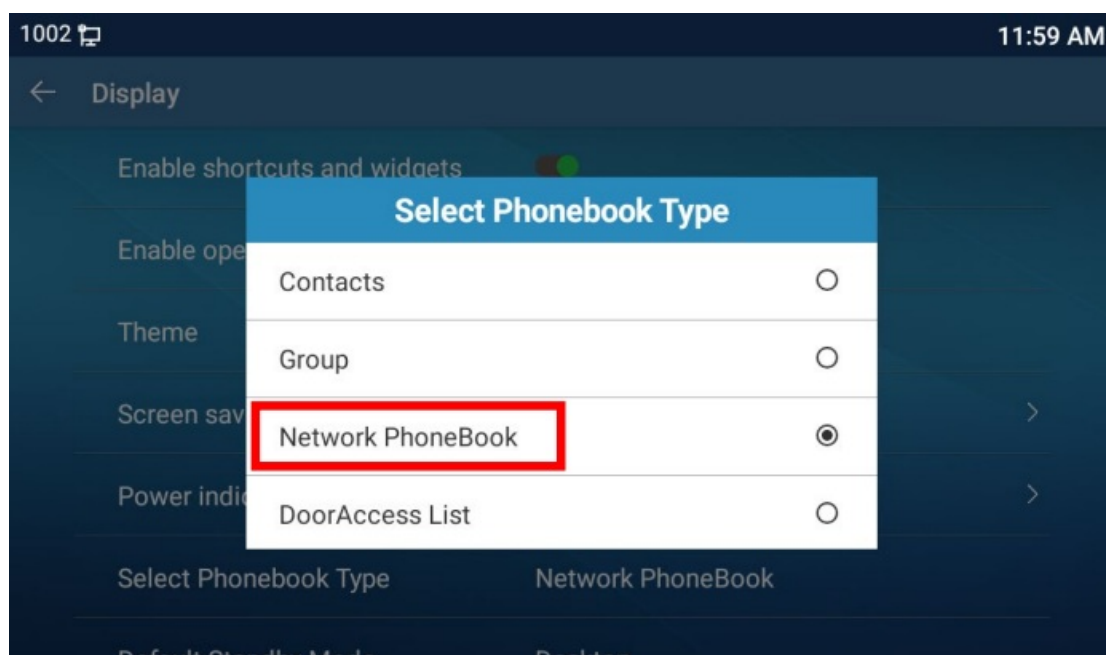 1002
11:59 AM
Display
Enable shortcuts and widgets
Select Phonebook Type
Enable ope
Contacts
Theme
Group
Screen sav
Network PhoneBook
Power indic
DoorAccess List
Select Phonebook Type Network PhoneBook